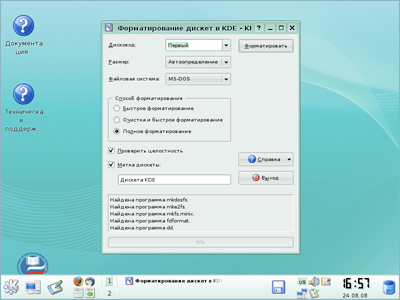 Форматирование дискет в KDE - KF
Документа
ция
Техническа
я
поддерж...
Дисковод:
Первый
Форматировать
Размер:
Автоопределение
Файловая система:
MS-DOS
Способ форматирования
Быстрое форматирование
Очистка и быстрое форматирование
Полное форматирование
Проверить целостность
Метка дискеты:
Дискета KDE
Справка
Выход
Найдена программа mkdosfs.
Найдена программа mke2fs.
Найдена программа mkfs.minix.
Найдена программа fdformat.
Найдена программа dd.
0%
1
2
Форматирование дискет в KD
us
16:57
24.08.08